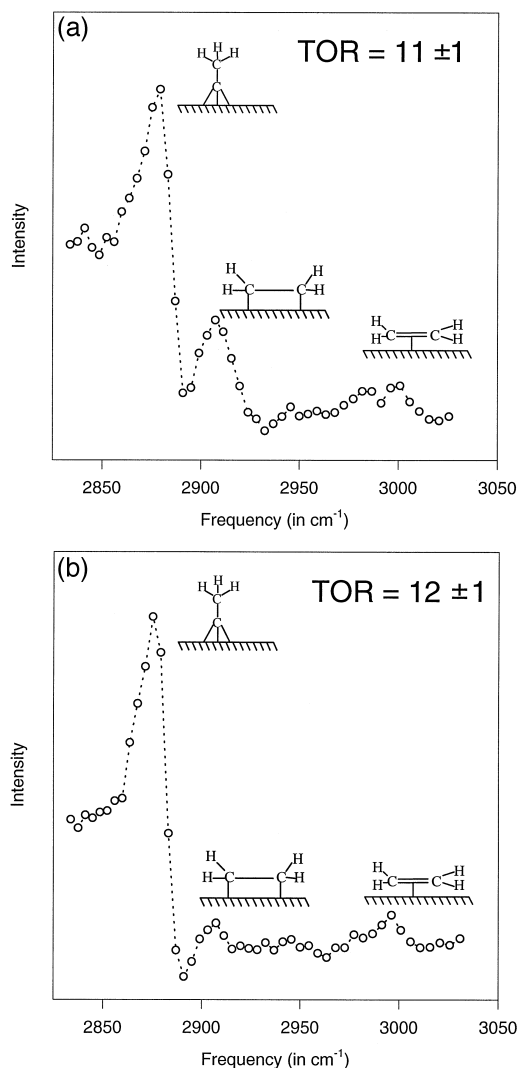 (a)
TOR = 11 ±1
H
H H
C
C
H H
H C C H
H H
H C C H
Intensity
2850 2900 2950 3000 3050
Frequency (in cm-1)
(b)
TOR = 12 ±1
H
H H
C
C
H H
H C C H
H H
H C C H
Intensity
2850 2900 2950 3000 3050
Frequency (in cm-1)